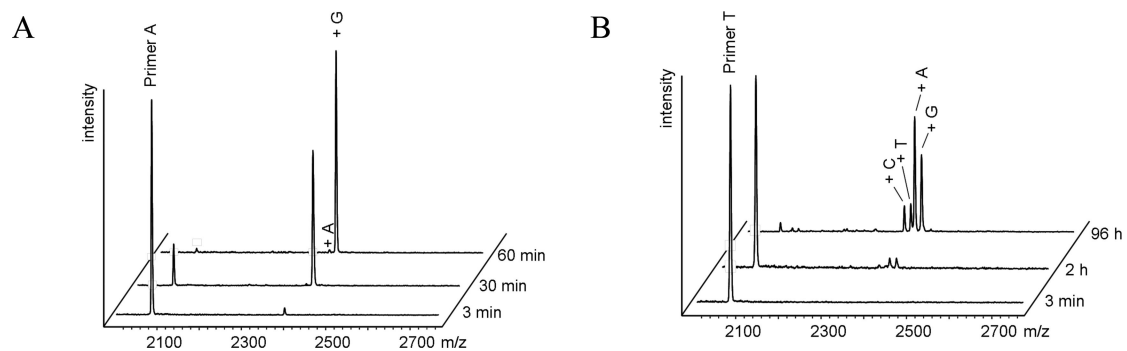 A
B
Primer A
+ G
+ A
intensity
60 min
30 min
3 min
2100 2300 2500 2700 m/z
Primer T
+ A
+ G
+ T
+ C
intensity
96 h
2 h
3 min
2100 2300 2500 2700 m/z